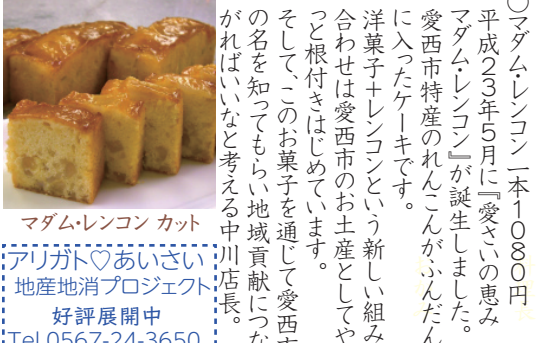 ○マダム・レンコン 一本1080円
平成23年5月に『愛さいの恵み
マダム・レンコン』が誕生しました。
愛西市特産のれんこんがふんだん
に入ったケーキです。
洋菓子+レンコンという新しい組み
合わせは愛西市のお土産としてや
っと根付きはじめています。
そして、このお菓子を通じて愛西市
の名を知ってもらい地域貢献につな
がればいいなと考える中川店長。
マダム・レンコン カット
アリガト♡あいさい
地産地消プロジェクト
好評展開中
Tel 0567-24-3650